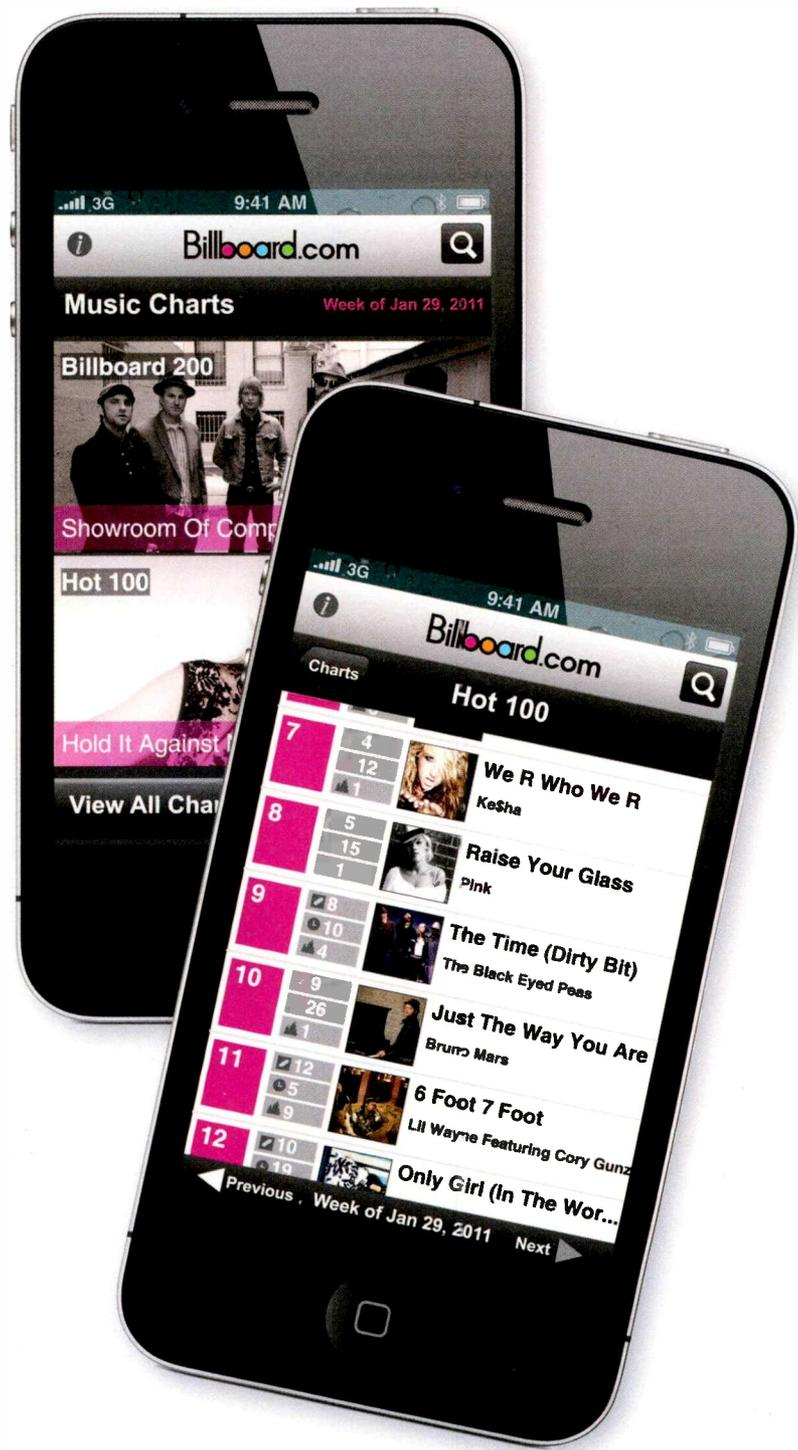 3G 9:41 AM
Billboard.com
Music Charts Week of Jan 29, 2011
Billboard 200
Showroom Of Comp
Hot 100
Hold It Against
View All Char
3G 9:41 AM
Billboard.com
Charts
Hot 100
7 4 12 1 We R Who We R
Ke$ha
8 5 15 1 Raise Your Glass
Pink
9 8 10 4 The Time (Dirty Bit)
The Black Eyed Peas
10 9 26 1 Just The Way You Are
Bruno Mars
11 12 5 9 6 Foot 7 Foot
Lil Wayne Featuring Cory Gunz
12 10 19 Only Girl (In The Wor...
Previous Week of Jan 29, 2011 Next